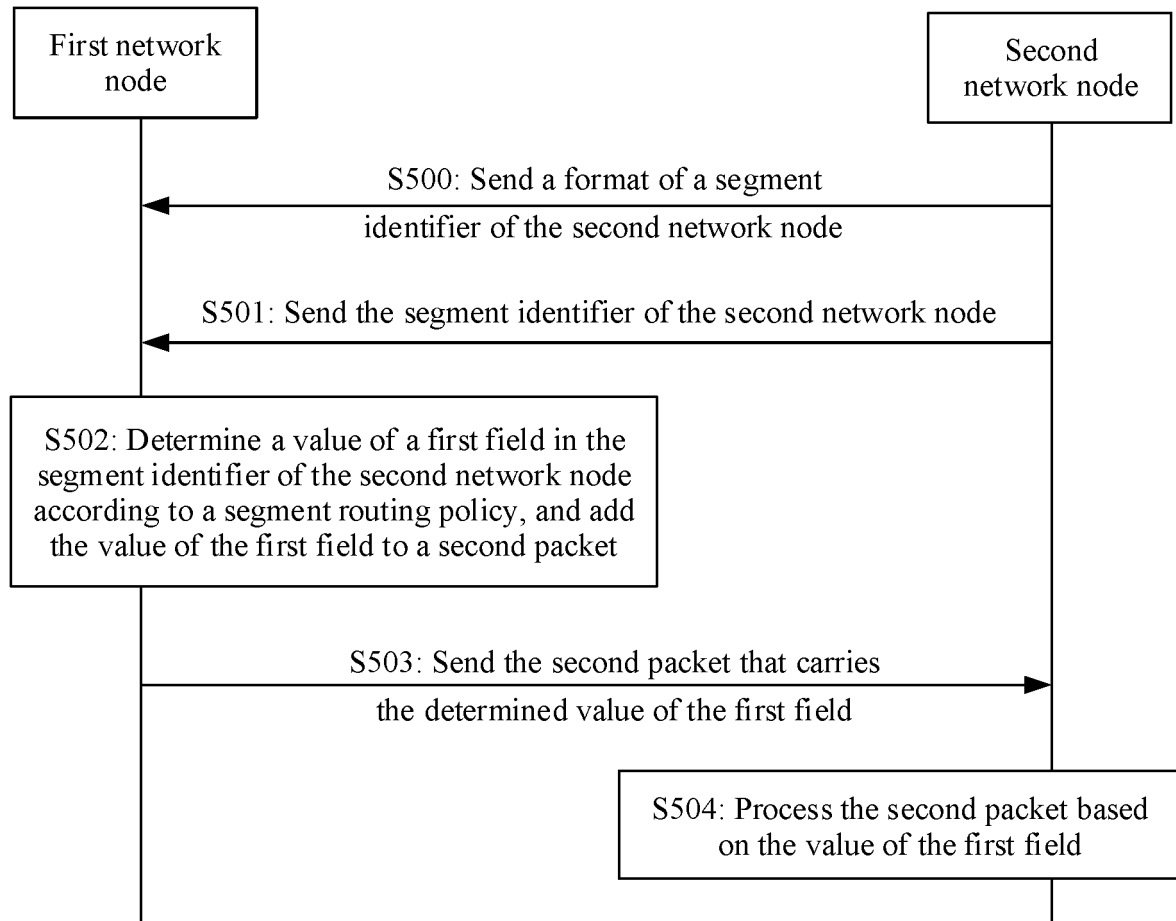 First network
node
Second
network node
S500: Send a format of a segment
identifier of the second network node
S501: Send the segment identifier of the second network node
S502: Determine a value of a first field in the
segment identifier of the second network node
according to a segment routing policy, and add
the value of the first field to a second packet
S503: Send the second packet that carries
the determined value of the first field
S504: Process the second packet based
on the value of the first field